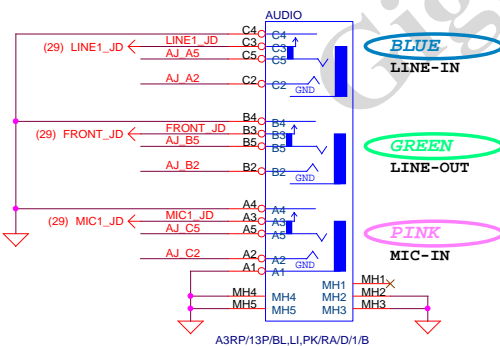 AUDIO
C4 C4
LINE1_JD C3 C3
(29) LINE1_JD
AJ_A5 C5 C5
BLUE
LINE-IN
AJ_A2 C2 C2
GND
B4 B4
FRONT_JD B3 B3
(29) FRONT_JD
AJ_B5 B5 B5
GREEN
LINE-OUT
AJ_B2 B2 B2
GND
A4 A4
MIC1_JD A3 A3
(29) MIC1_JD
AJ_C5 A5 A5
PINK
MIC-IN
AJ_C2 A2 A2
GND
A1 A1
MH1 MH1
MH4 MH4 MH2 MH2
MH5 MH5 MH3 MH3
A3RP/13P/BL,LI,PK/RA/D/1/B